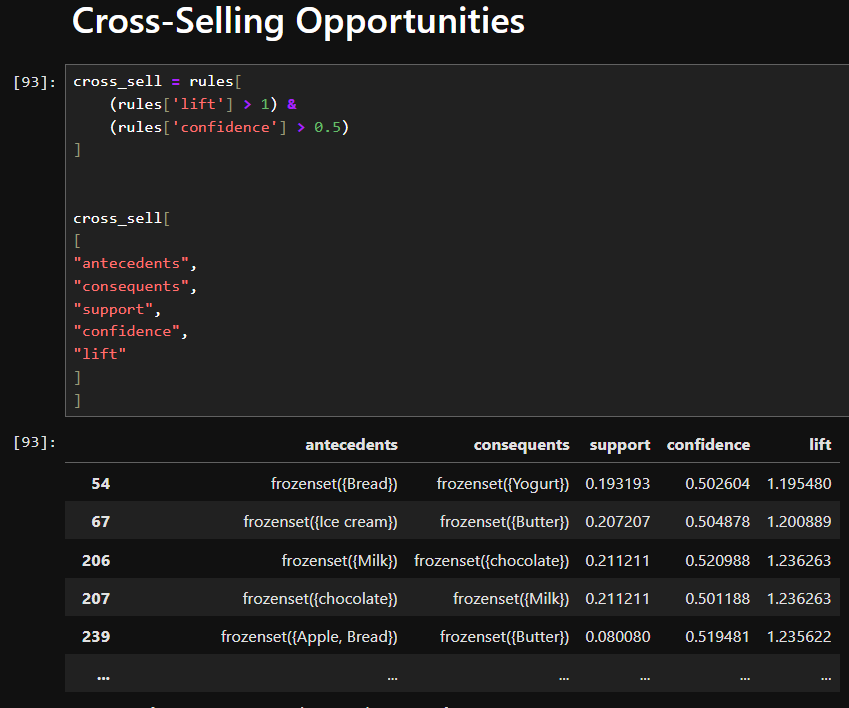 Cross-Selling Opportunities
[93]: cross_sell = rules[
(rules['lift'] > 1) &
(rules['confidence'] > 0.5)
]
cross_sell[
[
"antecedents",
"consequents",
"support",
"confidence",
"lift"
]
]
[93]: antecedents consequents support confidence lift
54 frozenset({Bread}) frozenset({Yogurt}) 0.193193 0.502604 1.195480
67 frozenset({Ice cream}) frozenset({Butter}) 0.207207 0.504878 1.200889
206 frozenset({Milk}) frozenset({chocolate}) 0.211211 0.520988 1.236263
207 frozenset({chocolate}) frozenset({Milk}) 0.211211 0.501188 1.236263
239 frozenset({Apple, Bread}) frozenset({Butter}) 0.080080 0.519481 1.235622
... ... ... ... ... ...